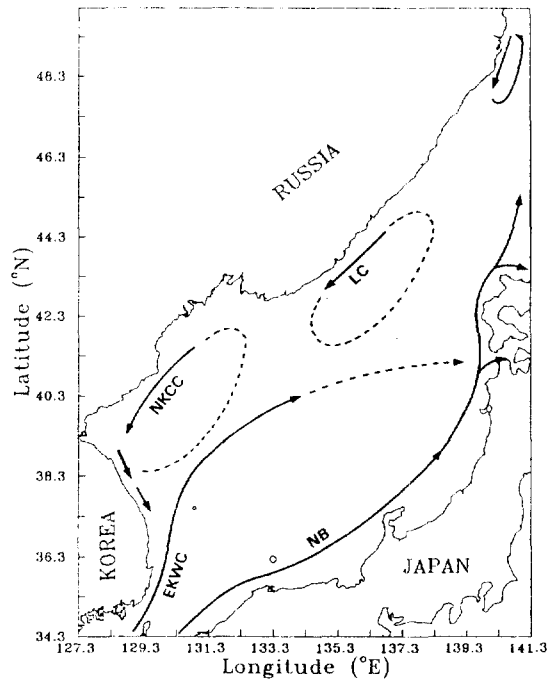 48.3
46.3
44.3
42.3
40.3
38.3
36.3
34.3
Latitude (°N)
RUSSIA
LC
NKCC
KOREA
EKWC
NB
JAPAN
127.3 129.3 131.3 133.3 135.3 137.3 139.3 141.3
Longitude (°E)